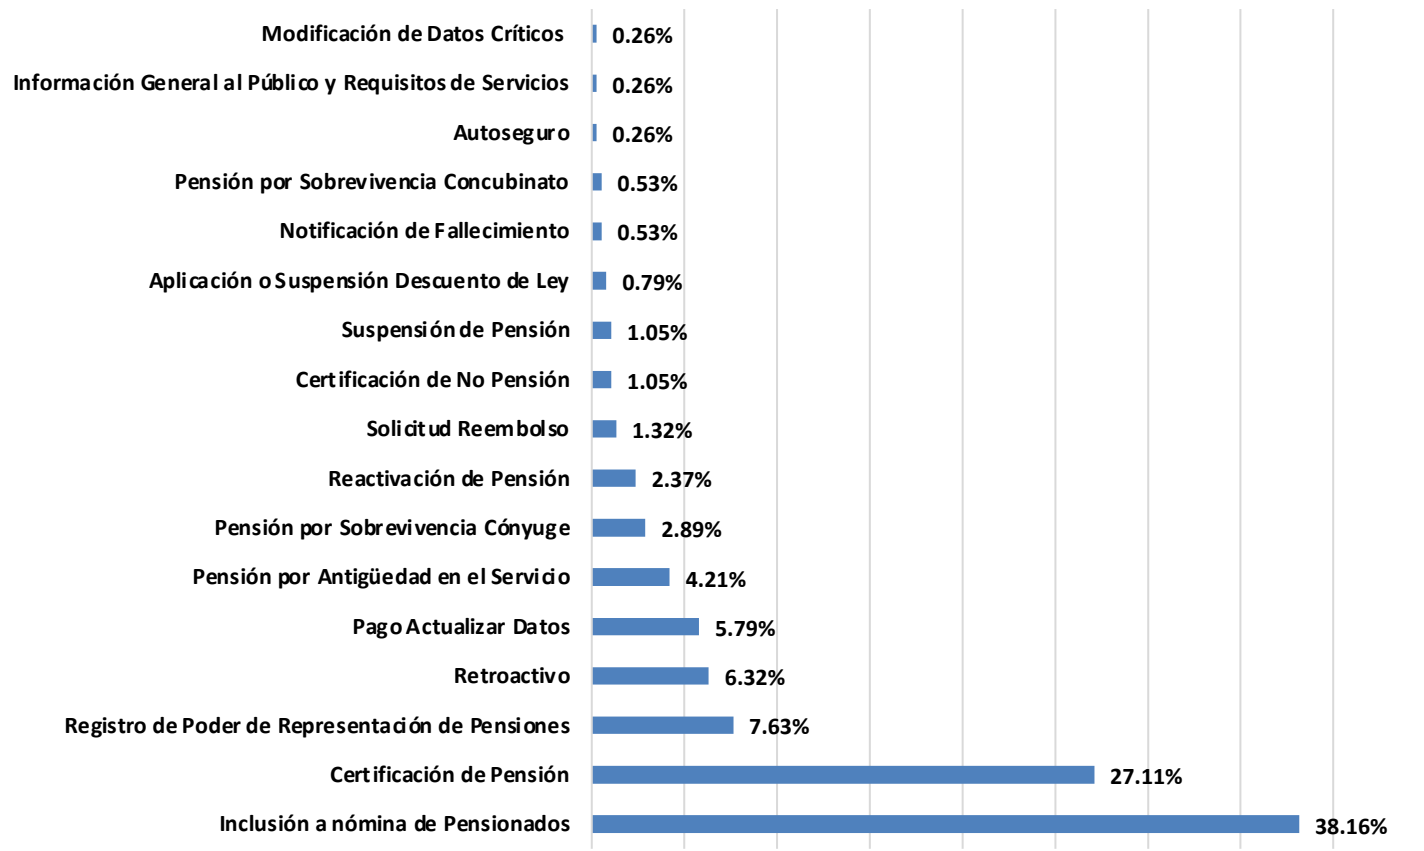 Modificación de Datos Críticos 0.26%
Información General al Público y Requisitos de Servicios 0.26%
Autoseguro 0.26%
Pensión por Sobrevivencia Concubinato 0.53%
Notificación de Fallecimiento 0.53%
Aplicación o Suspensión Descuento de Ley 0.79%
Suspensión de Pensión 1.05%
Certificación de No Pensión 1.05%
Solicitud Reembolso 1.32%
Reactivación de Pensión 2.37%
Pensión por Sobrevivencia Cónyuge 2.89%
Pensión por Antigüedad en el Servicio 4.21%
Pago Actualizar Datos 5.79%
Retroactivo 6.32%
Registro de Poder de Representación de Pensiones 7.63%
Certificación de Pensión 27.11%
Inclusión a nómina de Pensionados 38.16%